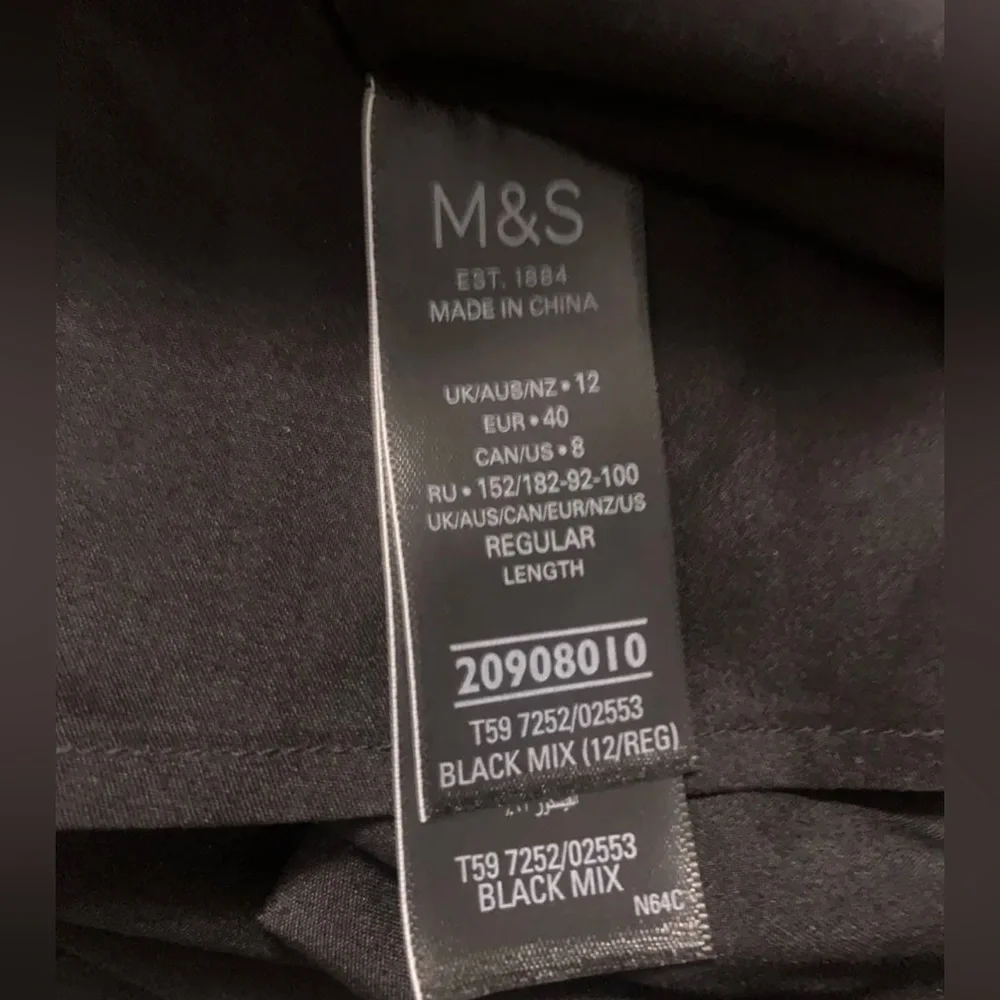 M&S
EST. 1884
MADE IN CHINA
UK/AUS/NZ • 12
EUR • 40
CAN/US • 8
RU • 152/182-92-100
UK/AUS/CAN/EUR/NZ/US
REGULAR
LENGTH
20908010
T59 7252/02553
BLACK MIX (12/REG)
T59 7252/02553
BLACK MIX
N64C